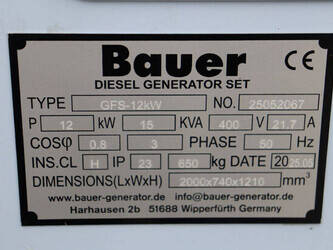 Bauer CE
DIESEL GENERATOR SET
TYPE GFS-12kW NO. 25052067
P 12 kW 15 KVA 400 V 21.7 A
COSφ 0.8 3 PHASE 50 Hz
INS.CL H IP 23 650 kg DATE 2025.05
DIMENSIONS(LxWxH) 2000x740x1210 mm³
www-bauer-generator.de info@bauer-generator.de
Harhausen 2b 51688 Wipperfürth Germany